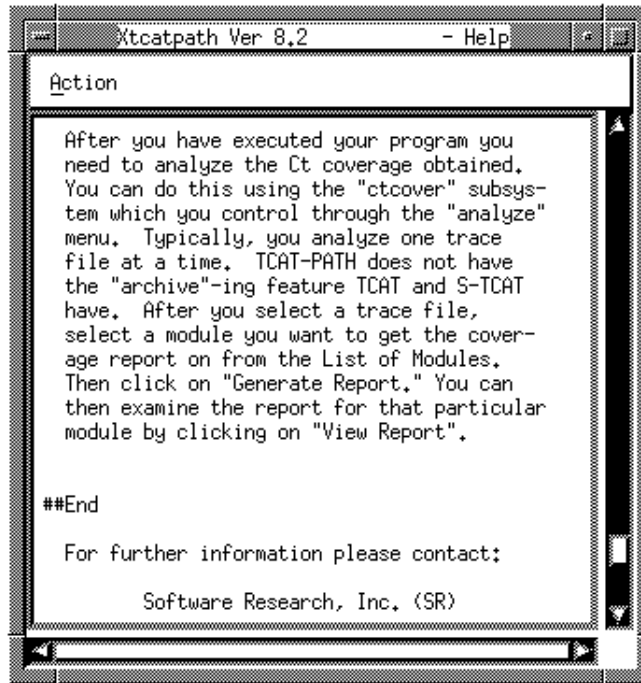 Xtcatpath Ver 8.2 - Help
Action
After you have executed your program you
need to analyze the Ct coverage obtained.
You can do this using the "ctcover" subsys-
tem which you control through the "analyze"
menu. Typically, you analyze one trace
file at a time. TCAT-PATH does not have
the "archive"-ing feature TCAT and S-TCAT
have. After you select a trace file,
select a module you want to get the cover-
age report on from the List of Modules.
Then click on "Generate Report." You can
then examine the report for that particular
module by clicking on "View Report".
##End
For further information please contact:
Software Research, Inc. (SR)